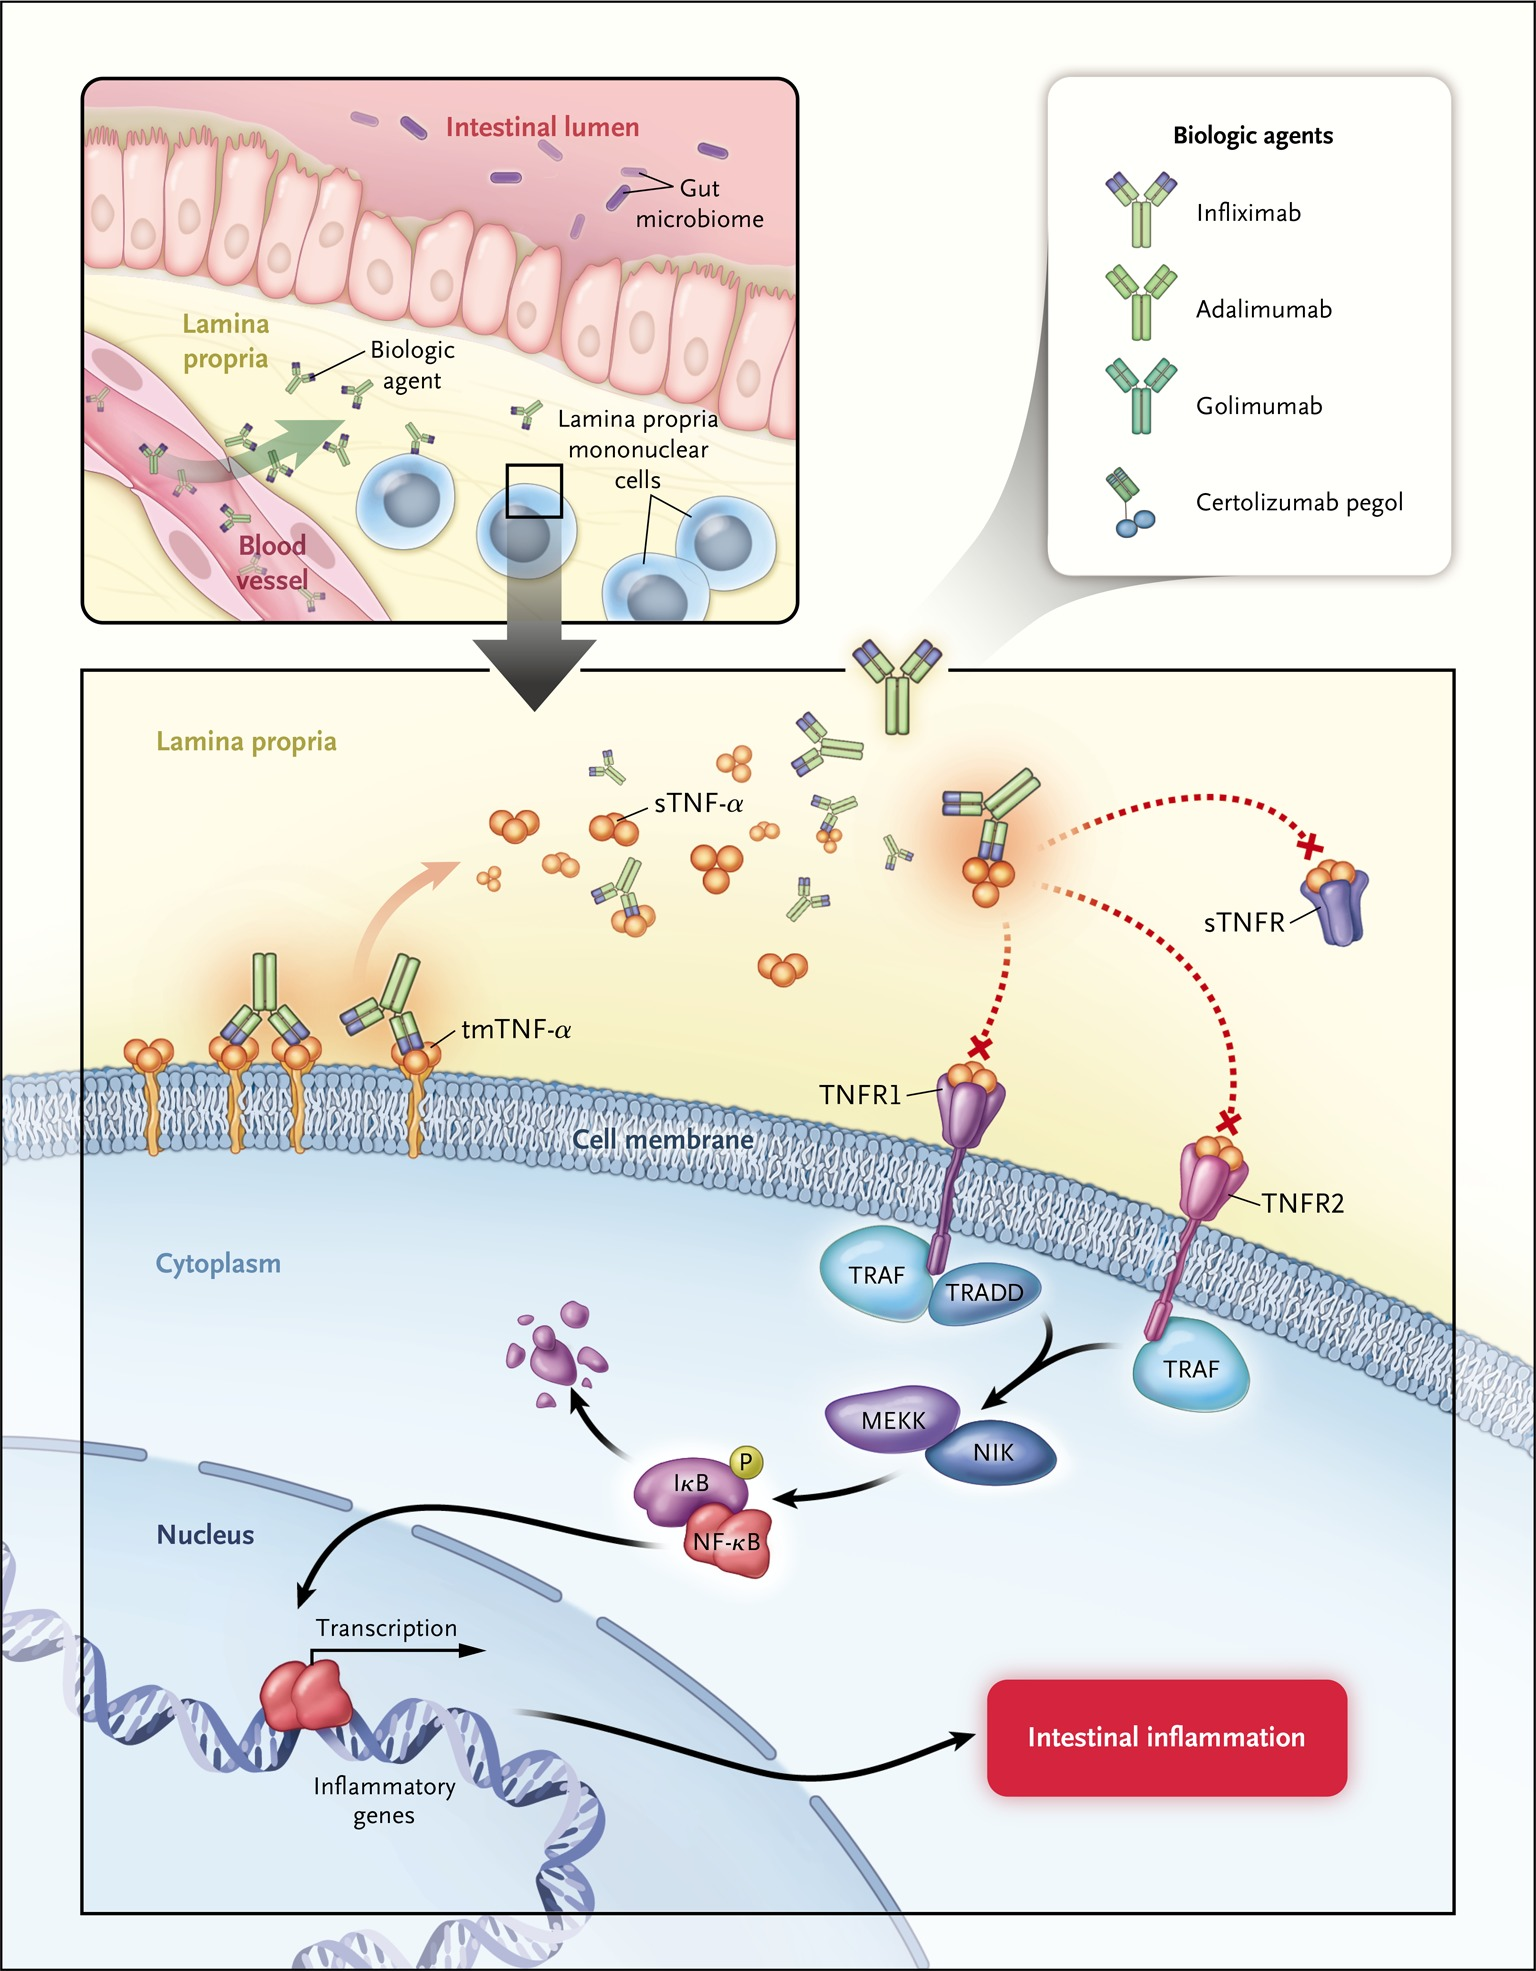 Intestinal lumen
Gut
microbiome
Lamina
propria
Biologic
agent
Lamina propria
mononuclear
cells
Blood
vessel
Biologic agents
Infliximab
Adalimumab
Golimumab
Certolizumab pegol
Lamina propria
sTNF-α
sTNFR
tmTNF-α
TNFR1
Cell membrane
TNFR2
Cytoplasm
TRAF
TRADD
TRAF
MEKK
NIK
P
IκB
NF-κB
Nucleus
Transcription
Inflammatory
genes
Intestinal inflammation